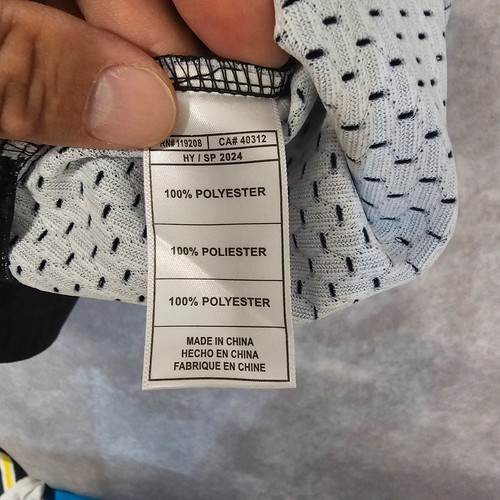 RN# 119208 CA# 40312
HY / SP 2024
100% POLYESTER
100% POLIESTER
100% POLYESTER
MADE IN CHINA
HECHO EN CHINA
FABRIQUE EN CHINE